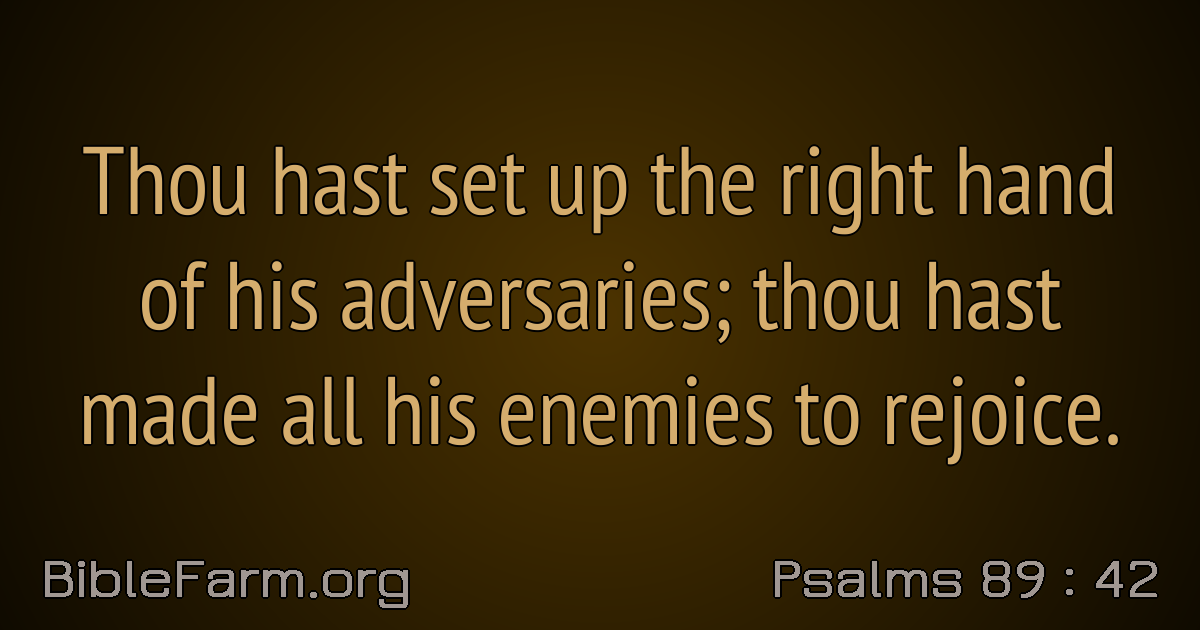 Thou hast set up the right hand
of his adversaries; thou hast
made all his enemies to rejoice.
BibleFarm.org
Psalms 89 : 42